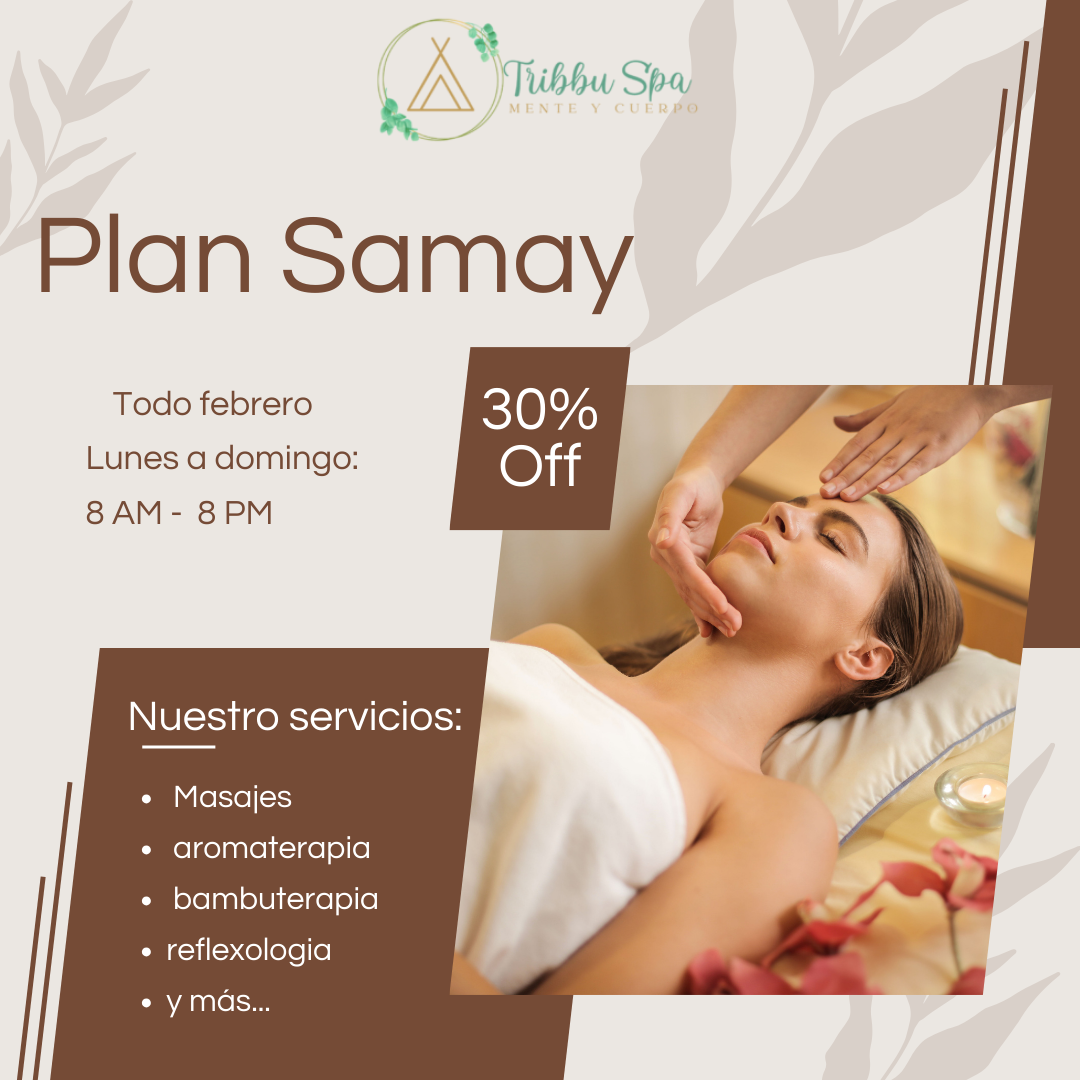 Tribbu Spa
MENTE Y CUERPO
Plan Samay
Todo febrero
Lunes a domingo:
8 AM - 8 PM
30%
Off
Nuestro servicios:
• Masajes
• aromaterapia
• bambuterapia
• reflexologia
• y más...